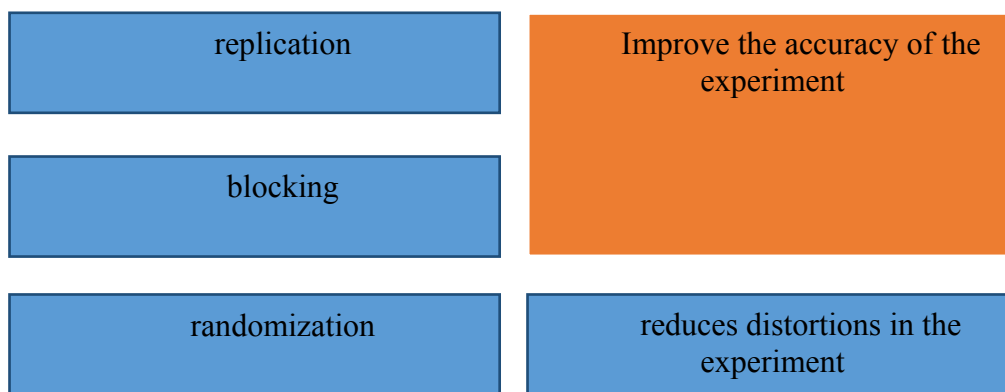 replication
Improve the accuracy of the
experiment
blocking
randomization
reduces distortions in the
experiment